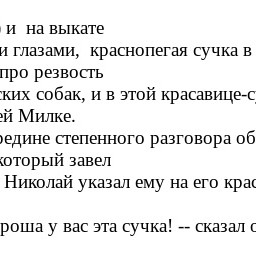 и на выкате
и глазами, краснопегая сучка в
про резвость
ских собак, и в этой красавице-с
ей Милке.
редине степенного разговора об
который завел
Николай указал ему на его крас
роша у вас эта сучка! -- сказал о